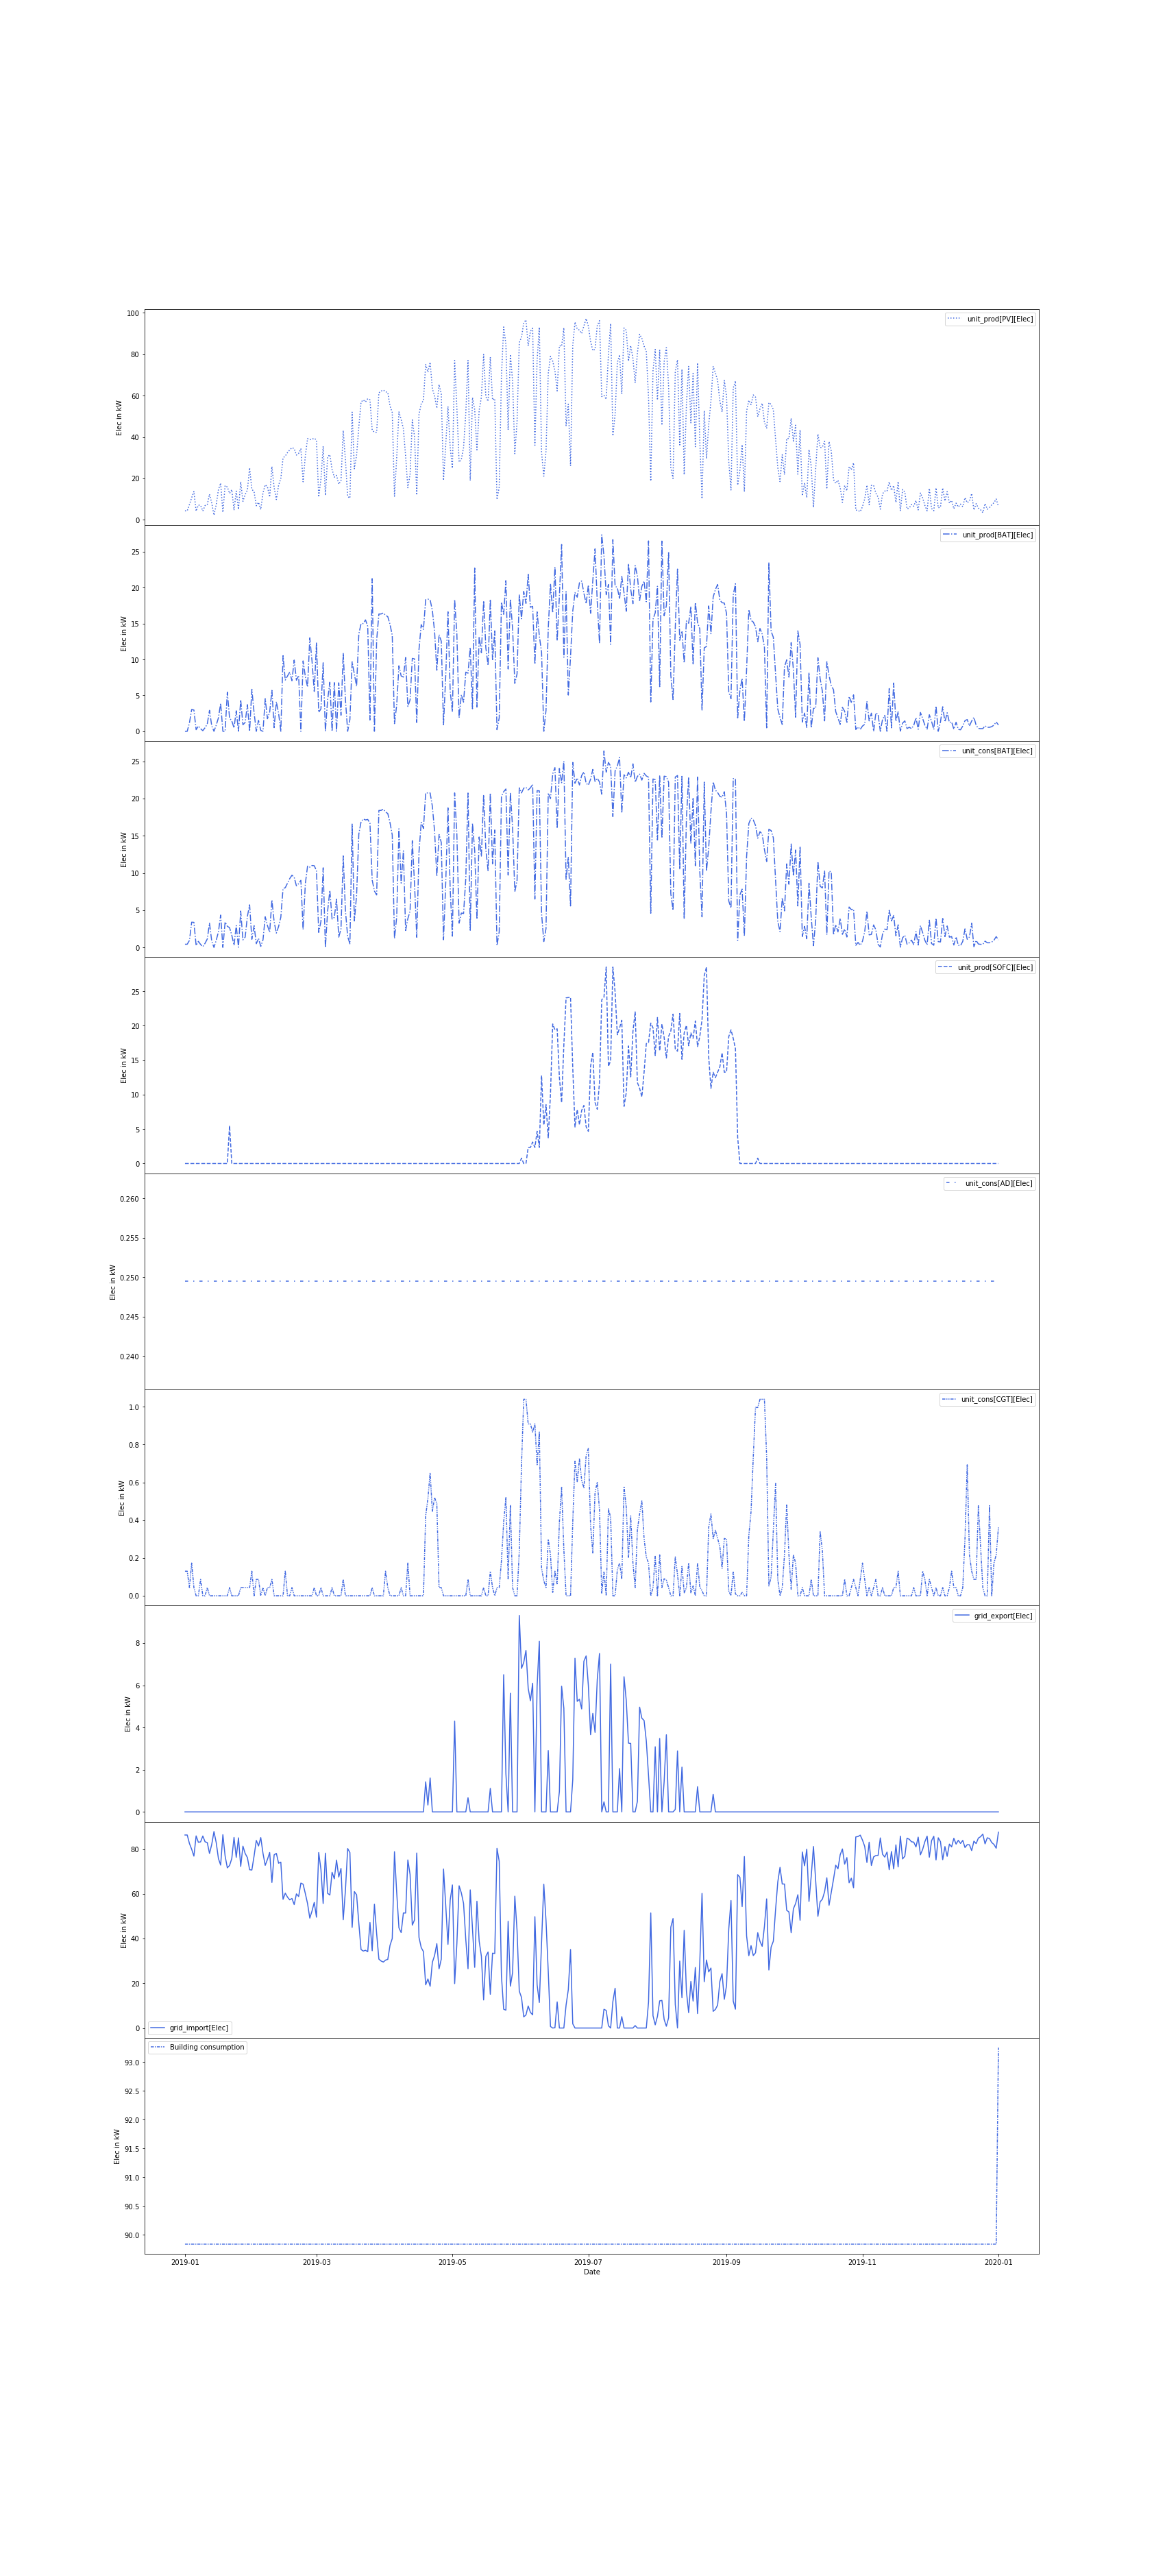 unit_prod[PV][Elec]
100
80
60
40
20
0
Elec in kW
unit_prod[BAT][Elec]
25
20
15
10
5
0
Elec in kW
unit_cons[BAT][Elec]
25
20
15
10
5
0
Elec in kW
unit_prod[SOFC][Elec]
25
20
15
10
5
0
Elec in kW
unit_cons[AD][Elec]
0.260
0.255
0.250
0.245
0.240
Elec in kW
unit_cons[CGT][Elec]
1.0
0.8
0.6
0.4
0.2
0.0
Elec in kW
grid_export[Elec]
8
6
4
2
0
Elec in kW
80
60
40
20
0
Elec in kW
grid_import[Elec]
Building consumption
93.0
92.5
92.0
91.5
91.0
90.5
90.0
Elec in kW
2019-01 2019-03 2019-05 2019-07 2019-09 2019-11 2020-01
Date